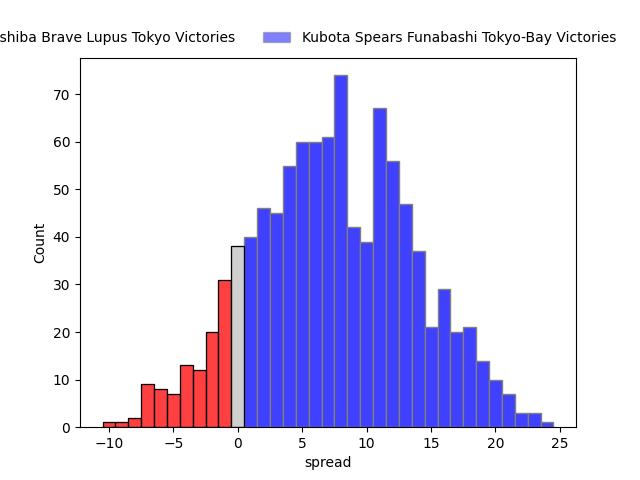 shiba Brave Lupus Tokyo Victories Kubota Spears Funabashi Tokyo-Bay Victories
70
60
50
40
30
20
10
0
Count
−10 −5 0 5 10 15 20 25
spread